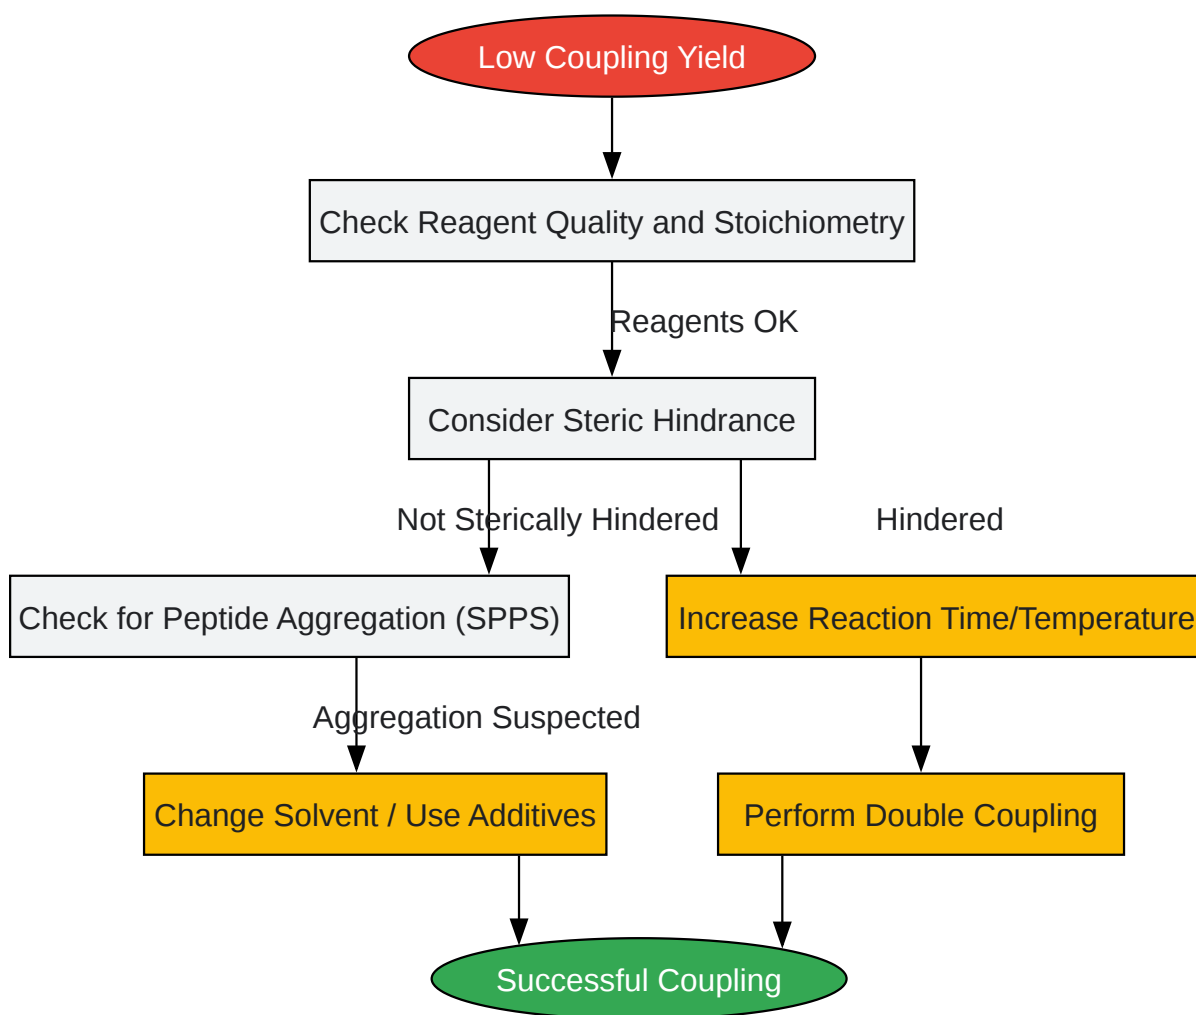 Low Coupling Yield
Check Reagent Quality and Stoichiometry
Reagents OK
Consider Steric Hindrance
Not Sterically Hindered
Hindered
Check for Peptide Aggregation (SPPS)
Increase Reaction Time/Temperature
Aggregation Suspected
Change Solvent / Use Additives
Perform Double Coupling
Successful Coupling